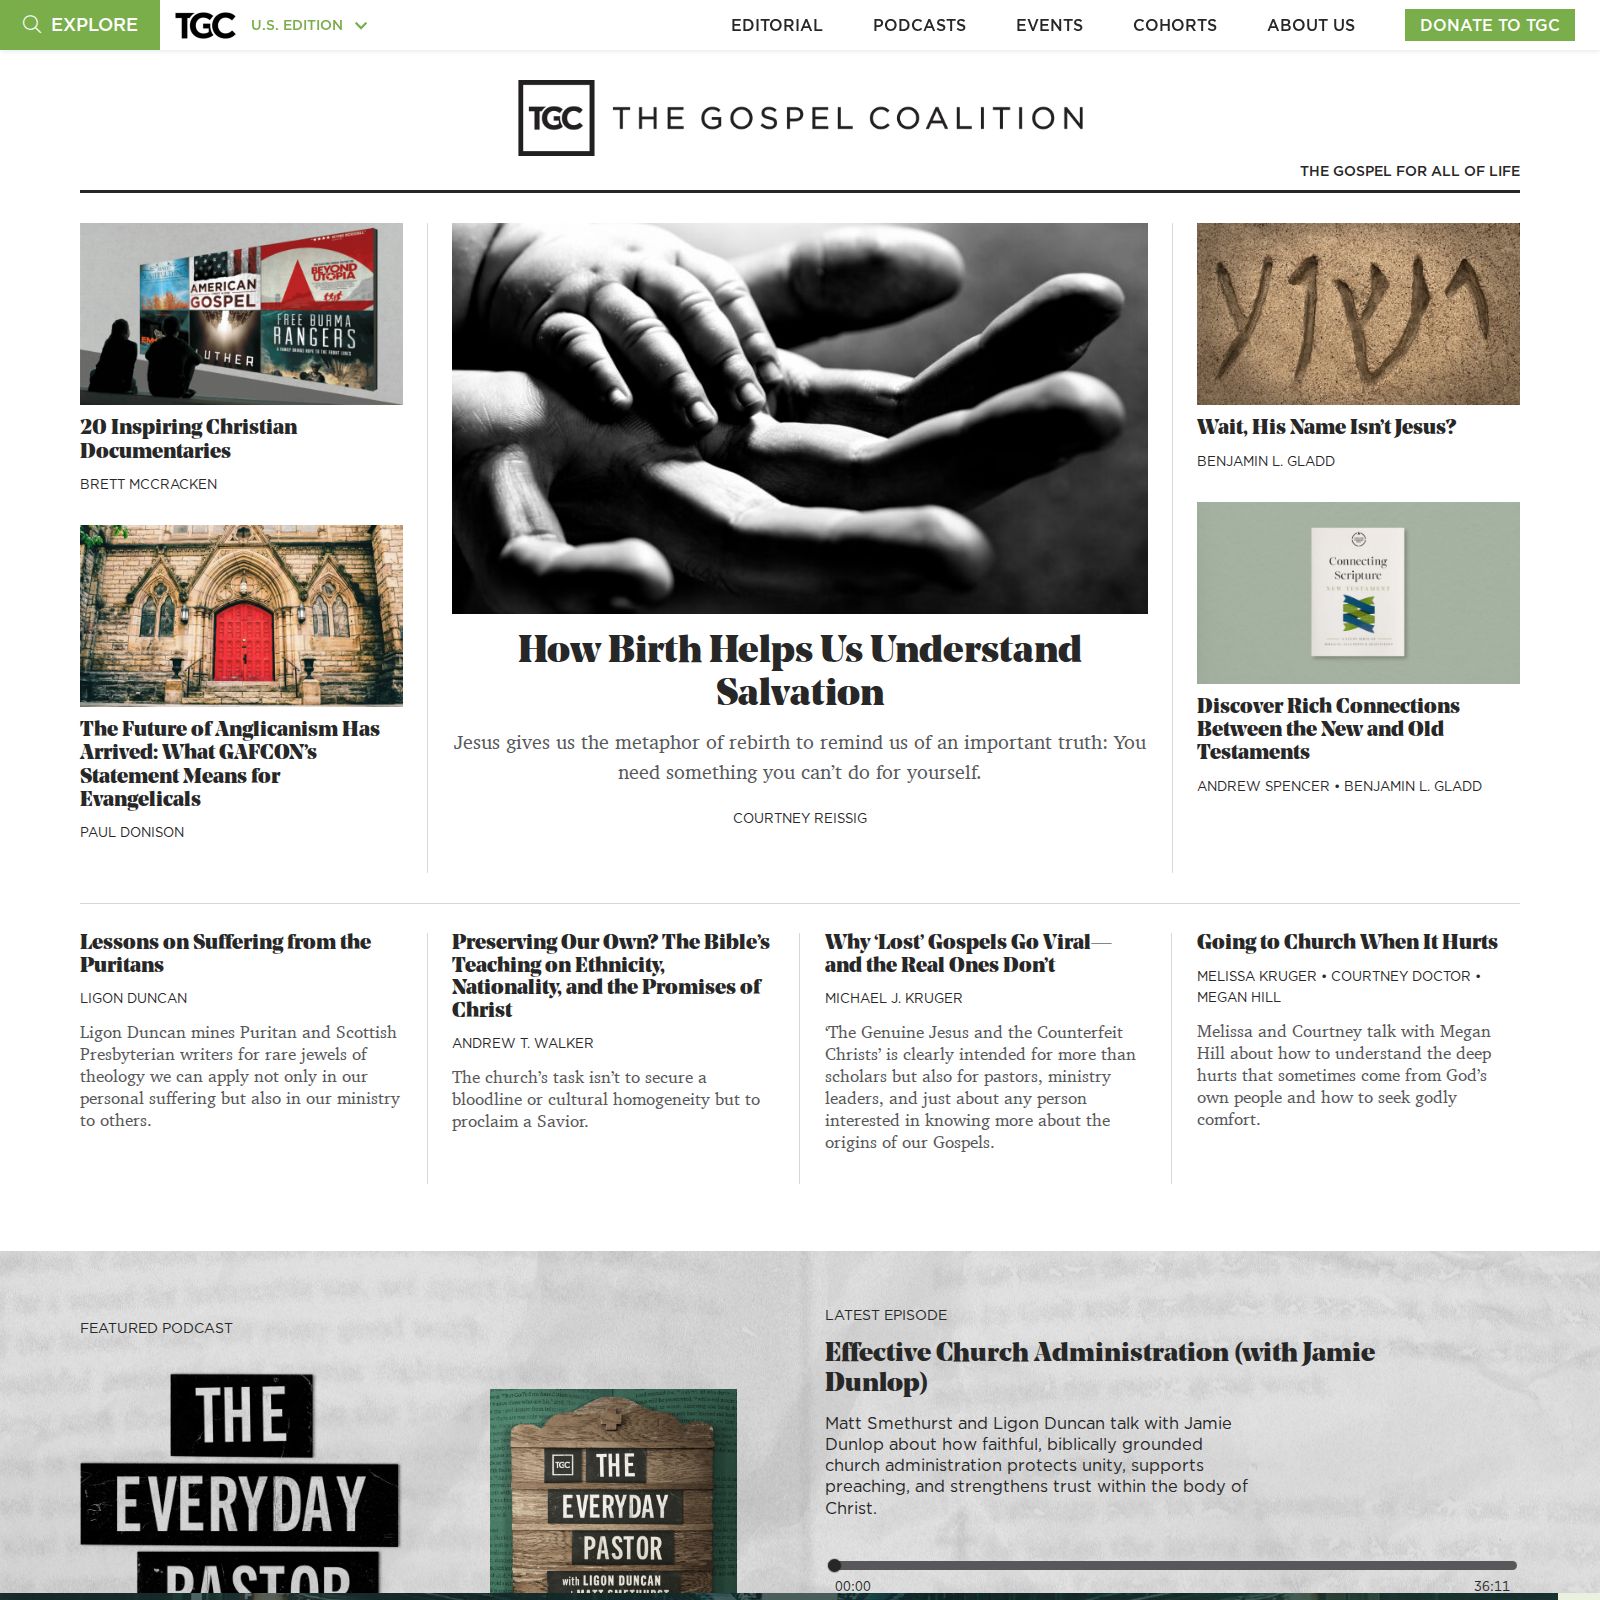 EXPLORE
TGC
U.S. EDITION
EDITORIAL
PODCASTS
EVENTS
COHORTS
ABOUT US
DONATE TO TGC
TGC THE GOSPEL COALITION
THE GOSPEL FOR ALL OF LIFE
AMERICAN
GOSPEL
BEYOND
UTOPIA
FREE BURMA
RANGERS
20 Inspiring Christian
Documentaries
BRETT MCCRACKEN
The Future of Anglicanism Has
Arrived: What GAFCON’s
Statement Means for
Evangelicals
PAUL DONISON
How Birth Helps Us Understand
Salvation
Jesus gives us the metaphor of rebirth to remind us of an important truth: You
need something you can’t do for yourself.
COURTNEY REISSIG
Wait, His Name Isn’t Jesus?
BENJAMIN L. GLADD
Connecting
Scripture
NEW TESTAMENT
Discover Rich Connections
Between the New and Old
Testaments
ANDREW SPENCER • BENJAMIN L. GLADD
Lessons on Suffering from the
Puritans
LIGON DUNCAN
Ligon Duncan mines Puritan and Scottish
Presbyterian writers for rare jewels of
theology we can apply not only in our
personal suffering but also in our ministry
to others.
Preserving Our Own? The Bible’s
Teaching on Ethnicity,
Nationality, and the Promises of
Christ
ANDREW T. WALKER
The church’s task isn’t to secure a
bloodline or cultural homogeneity but to
proclaim a Savior.
Why ‘Lost’ Gospels Go Viral—
and the Real Ones Don’t
MICHAEL J. KRUGER
‘The Genuine Jesus and the Counterfeit
Christs’ is clearly intended for more than
scholars but also for pastors, ministry
leaders, and just about any person
interested in knowing more about the
origins of our Gospels.
Going to Church When It Hurts
MELISSA KRUGER • COURTNEY DOCTOR •
MEGAN HILL
Melissa and Courtney talk with Megan
Hill about how to understand the deep
hurts that sometimes come from God’s
own people and how to seek godly
comfort.
FEATURED PODCAST
THE
EVERYDAY
PASTOR
TGC THE
EVERYDAY
PASTOR
with LIGON DUNCAN
LATEST EPISODE
Effective Church Administration (with Jamie
Dunlop)
Matt Smethurst and Ligon Duncan talk with Jamie
Dunlop about how faithful, biblically grounded
church administration protects unity, supports
preaching, and strengthens trust within the body of
Christ.
00:00
36:11